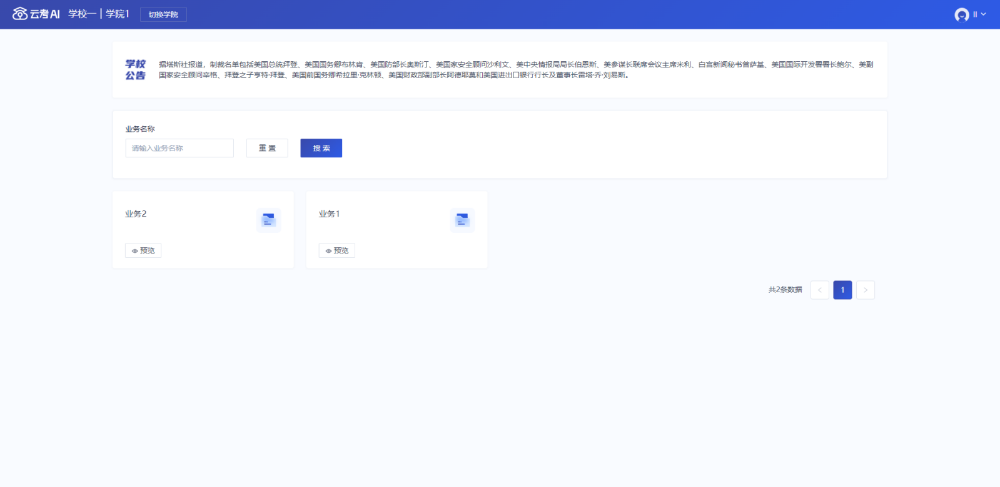 云考AI 学校一 学院1 切换学院 ll
学校公告
据塔斯社报道，制裁名单包括美国总统拜登、美国国务卿布林肯、美国防部长奥斯汀、美国家安全顾问沙利文、美中央情报局局长伯恩斯、美参谋长联席会议主席米利、白宫新闻秘书普萨基、美国国际开发署署长鲍尔、美副
国家安全顾问辛格、拜登之子亨特·拜登、美国前国务卿希拉里·克林顿、美国财政部副部长阿德耶莫和美国进出口银行行长及董事长雷塔·乔·刘易斯。
业务名称
请输入业务名称 重 置 搜 索
业务2 业务1
预览 预览
共2条数据 < 1 >